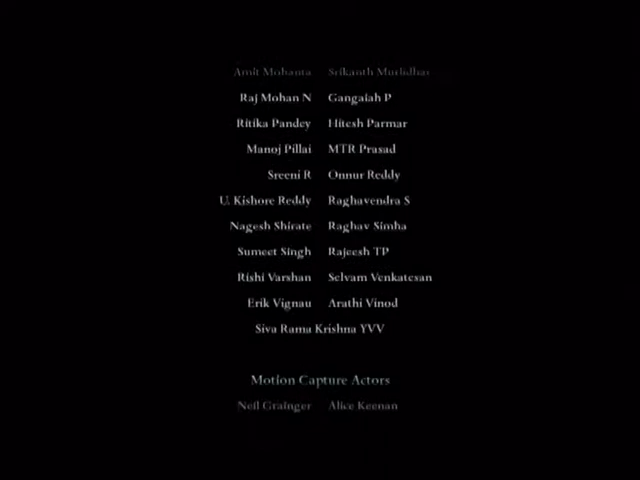 Amit Mohanta Srikanth Murlidhar
Raj Mohan N Gangaiah P
Ritika Pandey Hitesh Parmar
Manoj Pillai MTR Prasad
Sreeni R Onnur Reddy
U. Kishore Reddy Raghavendra S
Nagesh Shirate Raghav Simha
Sumeet Singh Rajeesh TP
Rishi Varshan Selvam Venkatesan
Erik Vignau Arathi Vinod
Siva Rama Krishna YVV
Motion Capture Actors
Neil Grainger Alice Keenan